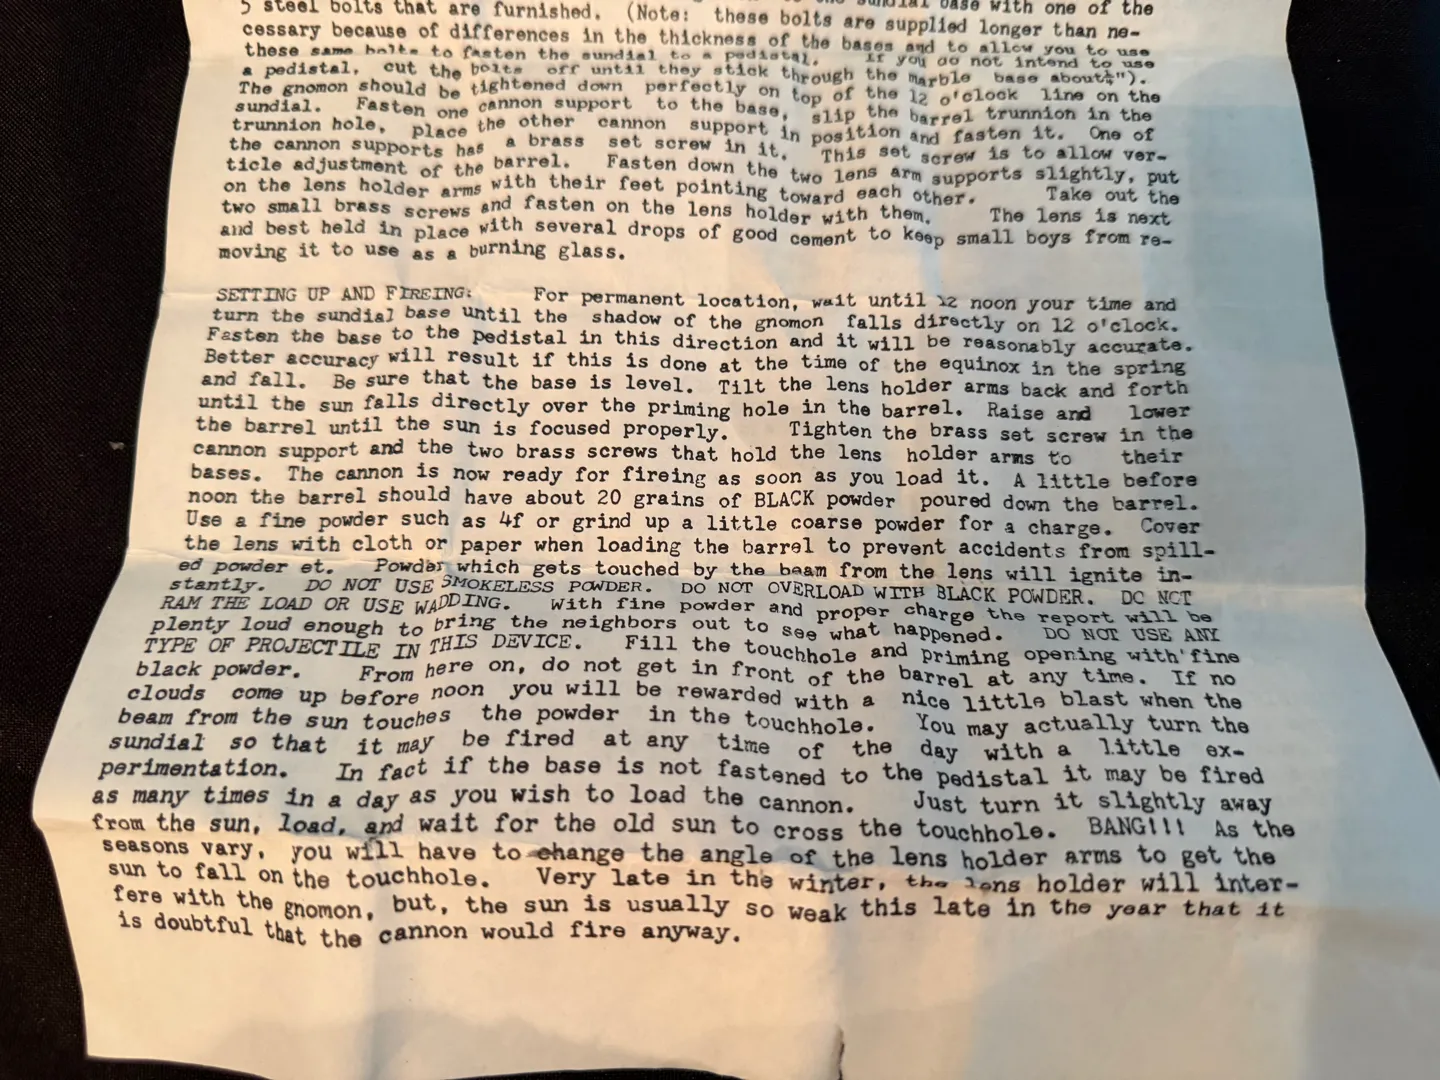 5 steel bolts that are furnished. (Note: these bolts are supplied longer than ne-
cessary because of differences in the thickness of the bases and to allow you to use
these same bolts to fasten the sundial to a pedistal. If you do not intend to use
a pedistal, cut the bolts off until they stick through the marble base about¼").
The gnomon should be tightened down perfectly on top of the 12 o'clock line on the
sundial. Fasten one cannon support to the base, slip the barrel trunnion in the
trunnion hole, place the other cannon support in position and fasten it. One of
the cannon supports has a brass set screw in it. This set screw is to allow ver-
ticle adjustment of the barrel. Fasten down the two lens arm supports slightly, put
on the lens holder arms with their feet pointing toward each other. Take out the
two small brass screws and fasten on the lens holder with them. The lens is next
and best held in place with several drops of good cement to keep small boys from re-
moving it to use as a burning glass.
SETTING UP AND FIREING: For permanent location, wait until 12 noon your time and
turn the sundial base until the shadow of the gnomon falls directly on 12 o'clock.
Fasten the base to the pedistal in this direction and it will be reasonably accurate.
Better accuracy will result if this is done at the time of the equinox in the spring
and fall. Be sure that the base is level. Tilt the lens holder arms back and forth
until the sun falls directly over the priming hole in the barrel. Raise and lower
the barrel until the sun is focused properly. Tighten the brass set screw in the
cannon support and the two brass screws that hold the lens holder arms to their
bases. The cannon is now ready for fireing as soon as you load it. A little before
noon the barrel should have about 20 grains of BLACK powder poured down the barrel.
Use a fine powder such as 4f or grind up a little coarse powder for a charge. Cover
the lens with cloth or paper when loading the barrel to prevent accidents from spill-
ed powder et. Powder which gets touched by the beam from the lens will ignite in-
stantly. DO NOT USE SMOKELESS POWDER. DO NOT OVERLOAD WITH BLACK POWDER. DO NOT
RAM THE LOAD OR USE WADDING. With fine powder and proper charge the report will be
plenty loud enough to bring the neighbors out to see what happened. DO NOT USE ANY
TYPE OF PROJECTILE IN THIS DEVICE. Fill the touchhole and priming opening with fine
black powder. From here on, do not get in front of the barrel at any time. If no
clouds come up before noon you will be rewarded with a nice little blast when the
beam from the sun touches the powder in the touchhole. You may actually turn the
sundial so that it may be fired at any time of the day with a little ex-
perimentation. In fact if the base is not fastened to the pedistal it may be fired
as many times in a day as you wish to load the cannon. Just turn it slightly away
from the sun, load, and wait for the old sun to cross the touchhole. BANG!!! As the
seasons vary, you will have to change the angle of the lens holder arms to get the
sun to fall on the touchhole. Very late in the winter, the lens holder will inter-
fere with the gnomon, but, the sun is usually so weak this late in the year that it
is doubtful that the cannon would fire anyway.